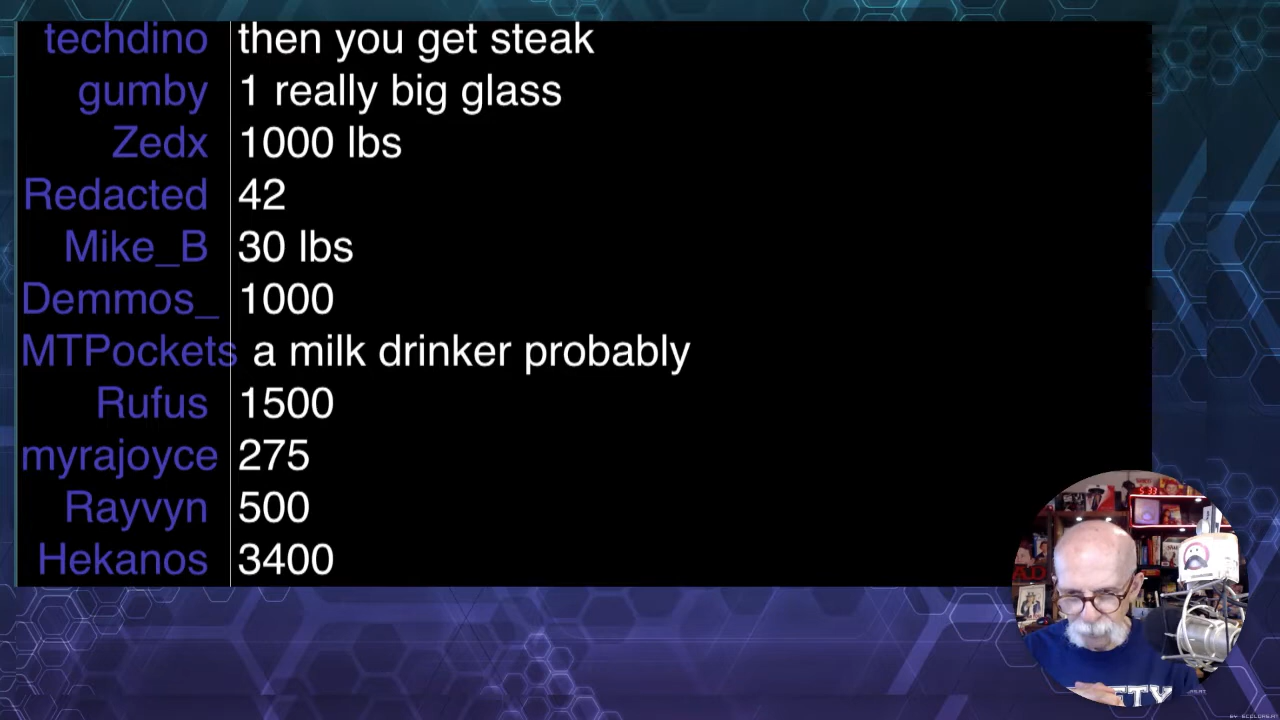 techdino then you get steak
gumby 1 really big glass
Zedx 1000 lbs
Redacted 42
Mike_B 30 lbs
Demmos_ 1000
MTPockets a milk drinker probably
Rufus 1500
myrajoyce 275
Rayvyn 500
Hekanos 3400